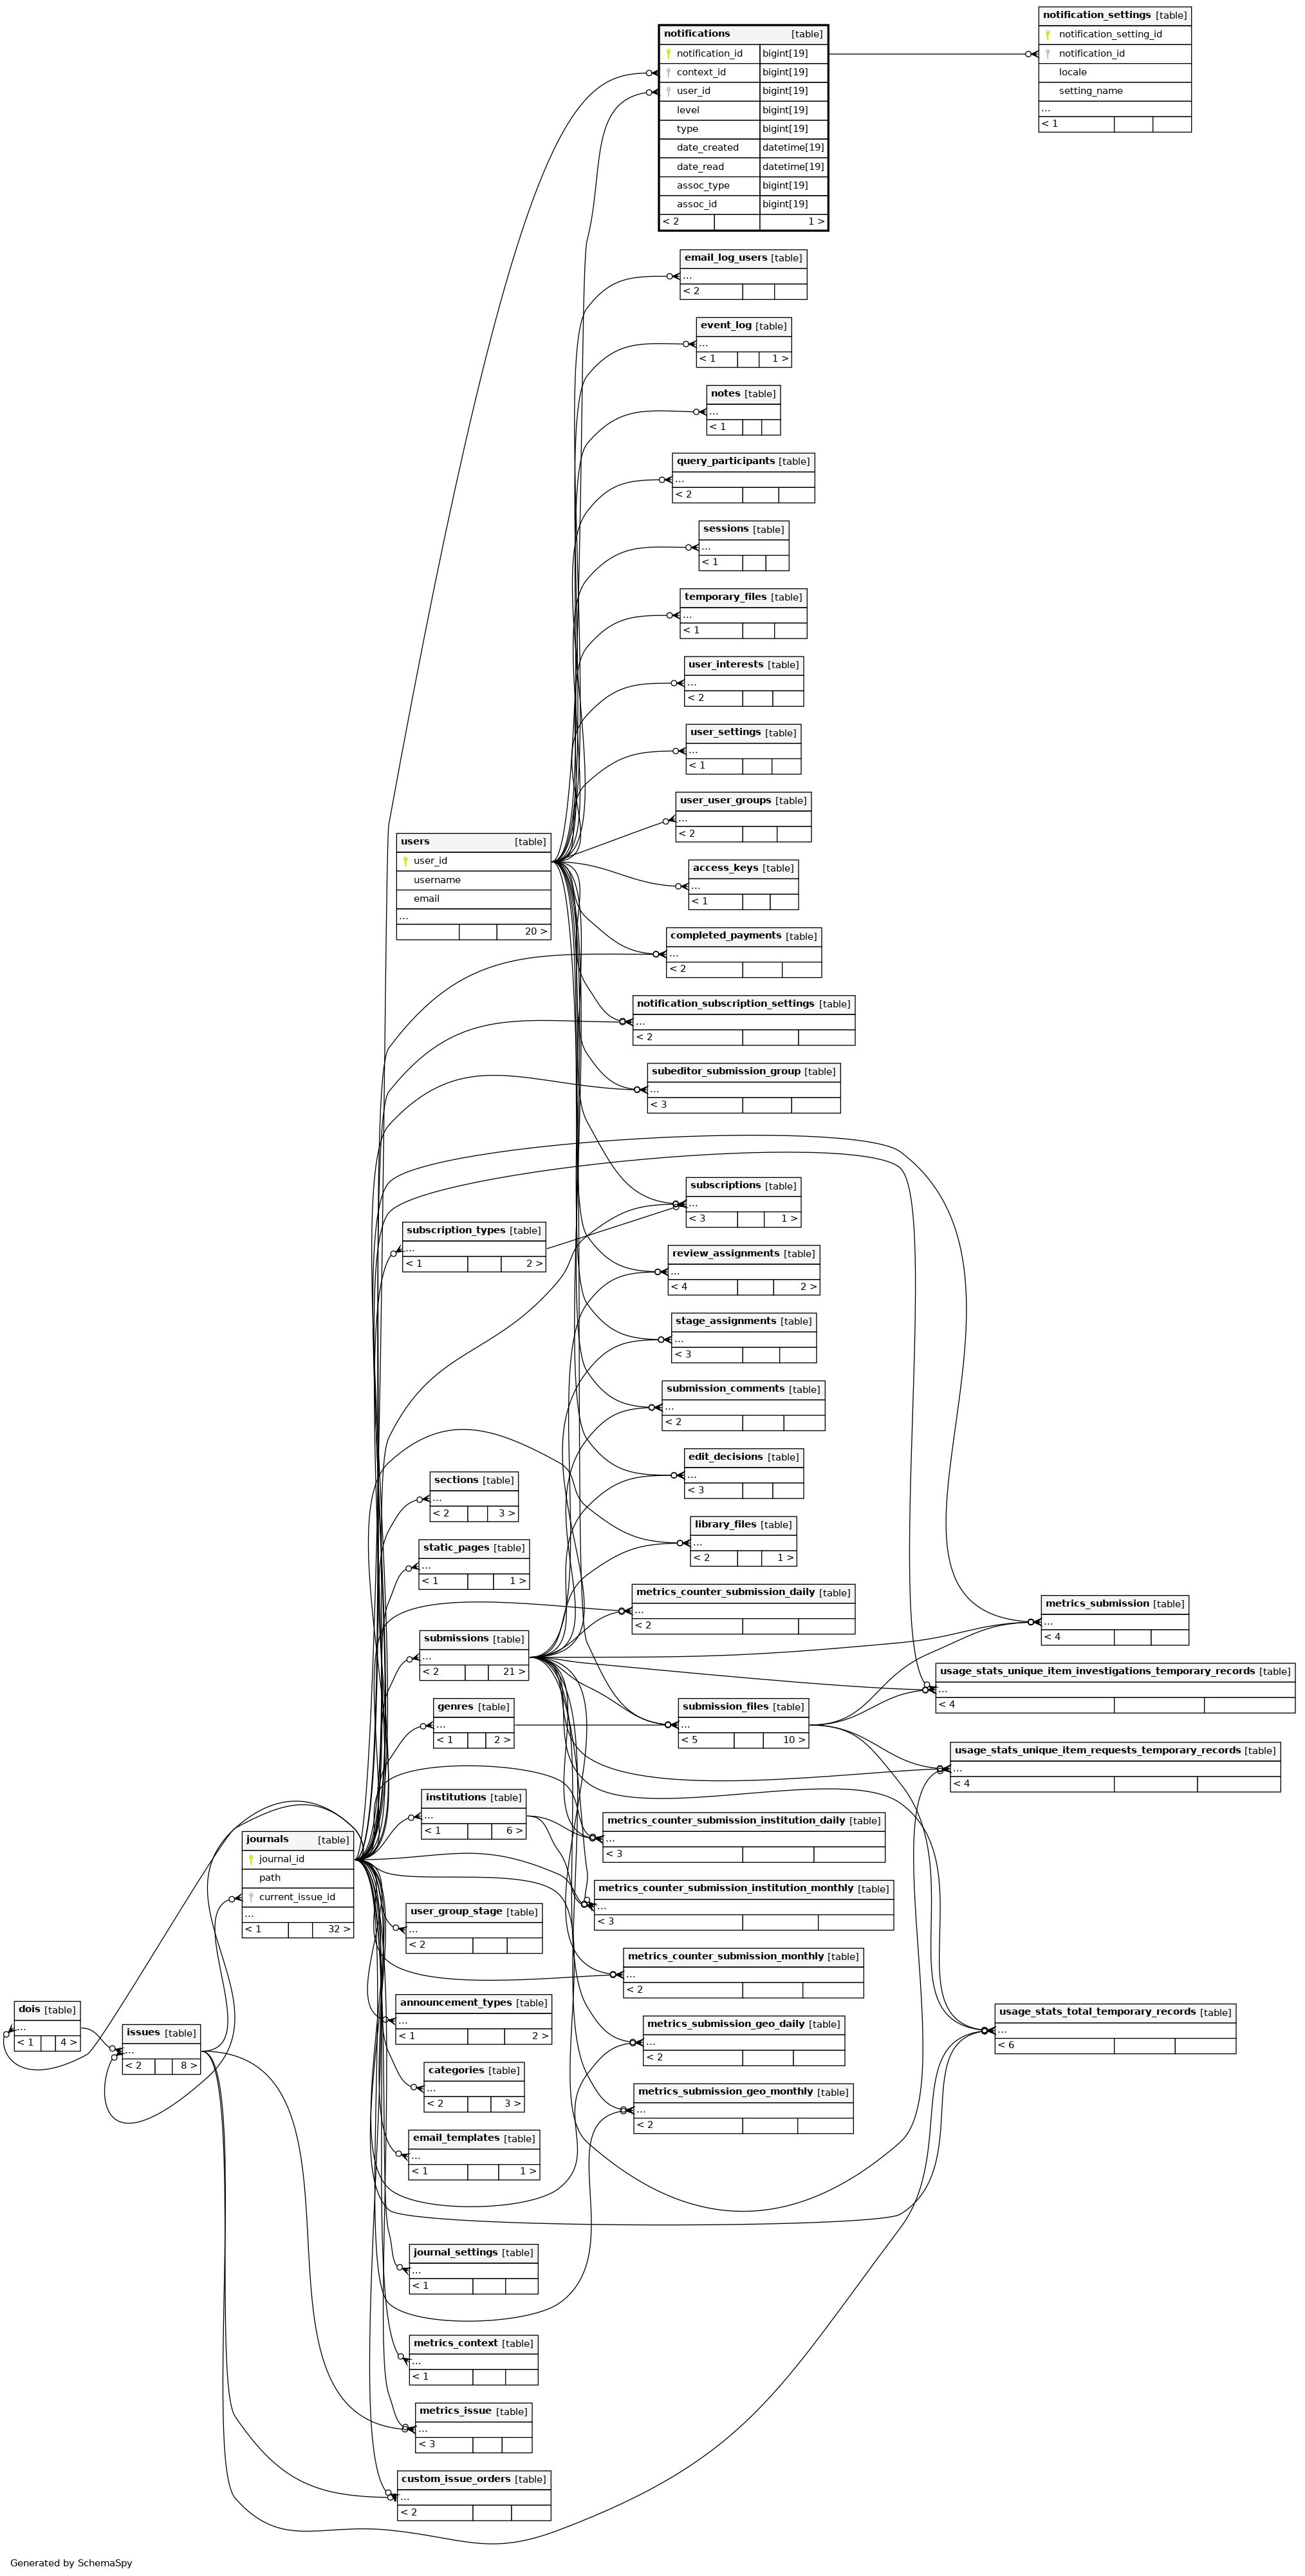 notifications [table]
notification_id bigint[19]
context_id bigint[19]
user_id bigint[19]
level bigint[19]
type bigint[19]
date_created datetime[19]
date_read datetime[19]
assoc_type bigint[19]
assoc_id bigint[19]
< 2 1 >
notification_settings [table]
notification_setting_id
notification_id
locale
setting_name
...
< 1
email_log_users [table]
...
< 2
event_log [table]
...
< 1 1 >
notes [table]
...
< 1
query_participants [table]
...
< 2
sessions [table]
...
< 1
temporary_files [table]
...
< 1
user_interests [table]
...
< 2
user_settings [table]
...
< 1
user_user_groups [table]
...
< 2
users [table]
user_id
username
email
...
20 >
access_keys [table]
...
< 1
completed_payments [table]
...
< 2
notification_subscription_settings [table]
...
< 2
subeditor_submission_group [table]
...
< 3
subscriptions [table]
...
< 3 1 >
subscription_types [table]
...
< 1 2 >
review_assignments [table]
...
< 4 2 >
stage_assignments [table]
...
< 3
submission_comments [table]
...
< 2
edit_decisions [table]
...
< 3
sections [table]
...
< 2 3 >
library_files [table]
...
< 2 1 >
static_pages [table]
...
< 1 1 >
metrics_counter_submission_daily [table]
...
< 2
metrics_submission [table]
...
< 4
submissions [table]
...
< 2 21 >
usage_stats_unique_item_investigations_temporary_records [table]
...
< 4
genres [table]
...
< 1 2 >
submission_files [table]
...
< 5 10 >
usage_stats_unique_item_requests_temporary_records [table]
...
< 4
institutions [table]
...
< 1 6 >
metrics_counter_submission_institution_daily [table]
...
< 3
journals [table]
journal_id
path
current_issue_id
...
< 1 32 >
metrics_counter_submission_institution_monthly [table]
...
< 3
user_group_stage [table]
...
< 2
metrics_counter_submission_monthly [table]
...
< 2
announcement_types [table]
...
< 1 2 >
dois [table]
...
< 1 4 >
issues [table]
...
< 2 8 >
metrics_submission_geo_daily [table]
...
< 2
usage_stats_total_temporary_records [table]
...
< 6
categories [table]
...
< 2 3 >
metrics_submission_geo_monthly [table]
...
< 2
email_templates [table]
...
< 1 1 >
journal_settings [table]
...
< 1
metrics_context [table]
...
< 1
metrics_issue [table]
...
< 3
custom_issue_orders [table]
...
< 2
Generated by SchemaSpy